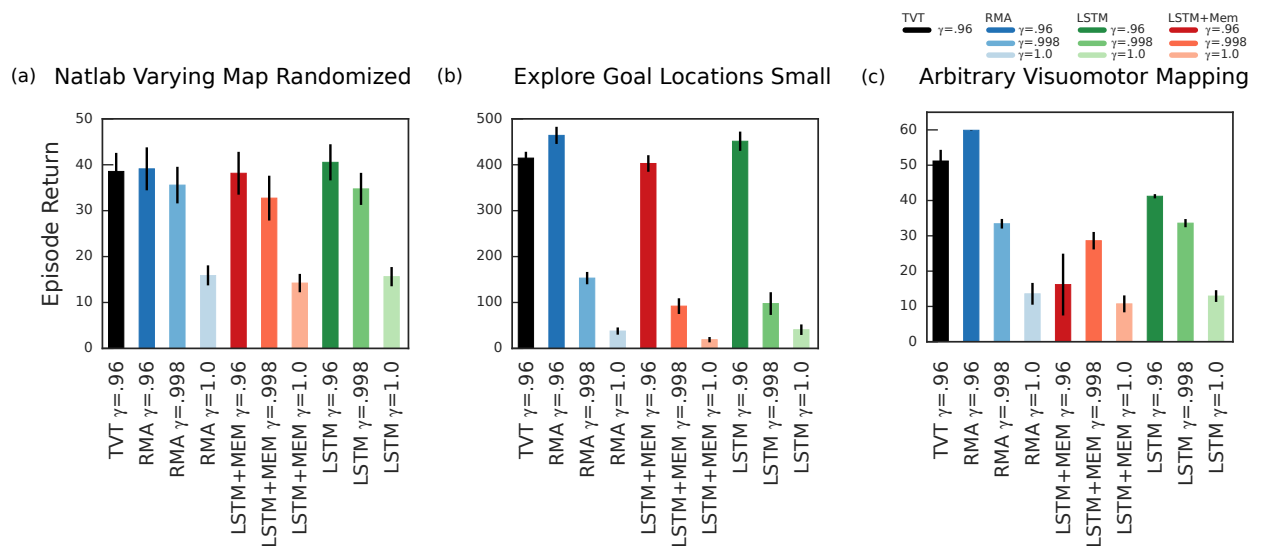 TVT RMA LSTM LSTM+Mem
γ=.96 γ=.96 γ=.96 γ=.96
γ=.998 γ=.998 γ=.998
γ=1.0 γ=1.0 γ=1.0
(a) Natlab Varying Map Randomized
Episode Return
50
40
30
20
10
0
TVT γ=.96
RMA γ=.96
RMA γ=.998
RMA γ=1.0
LSTM+MEM γ=.96
LSTM+MEM γ=.998
LSTM+MEM γ=1.0
LSTM γ=.96
LSTM γ=.998
LSTM γ=1.0
(b) Explore Goal Locations Small
500
400
300
200
100
0
TVT γ=.96
RMA γ=.96
RMA γ=.998
RMA γ=1.0
LSTM+MEM γ=.96
LSTM+MEM γ=.998
LSTM+MEM γ=1.0
LSTM γ=.96
LSTM γ=.998
LSTM γ=1.0
(c) Arbitrary Visuomotor Mapping
60
50
40
30
20
10
0
TVT γ=.96
RMA γ=.96
RMA γ=.998
RMA γ=1.0
LSTM+MEM γ=.96
LSTM+MEM γ=.998
LSTM+MEM γ=1.0
LSTM γ=.96
LSTM γ=.998
LSTM γ=1.0